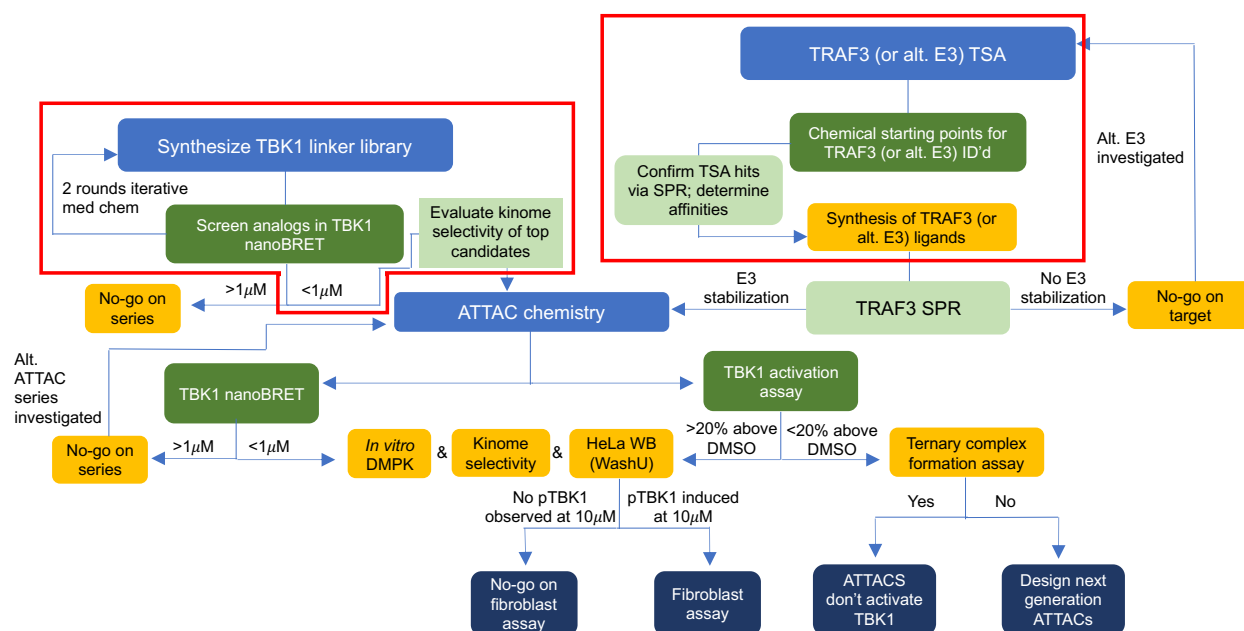 TRAF3 (or alt. E3) TSA
Synthesize TBK1 linker library
Chemical starting points for
TRAF3 (or alt. E3) ID’d
Alt. E3
investigated
2 rounds iterative
med chem
Confirm TSA hits
via SPR; determine
affinities
Screen analogs in TBK1
nanoBRET
Evaluate kinome
selectivity of top
candidates
Synthesis of TRAF3 (or
alt. E3) ligands
>1μM
<1μM
No-go on
series
ATTAC chemistry
E3
stabilization
TRAF3 SPR
No E3
stabilization
No-go on
target
Alt.
ATTAC
series
investigated
TBK1 nanoBRET
TBK1 activation
assay
>1μM
<1μM
No-go on
series
In vitro
DMPK
&
Kinome
selectivity
&
HeLa WB
(WashU)
>20% above
DMSO
<20% above
DMSO
Ternary complex
formation assay
No pTBK1
observed at 10μM
pTBK1 induced
at 10μM
Yes
No
No-go on
fibroblast
assay
Fibroblast
assay
ATTACS
don’t activate
TBK1
Design next
generation
ATTACs